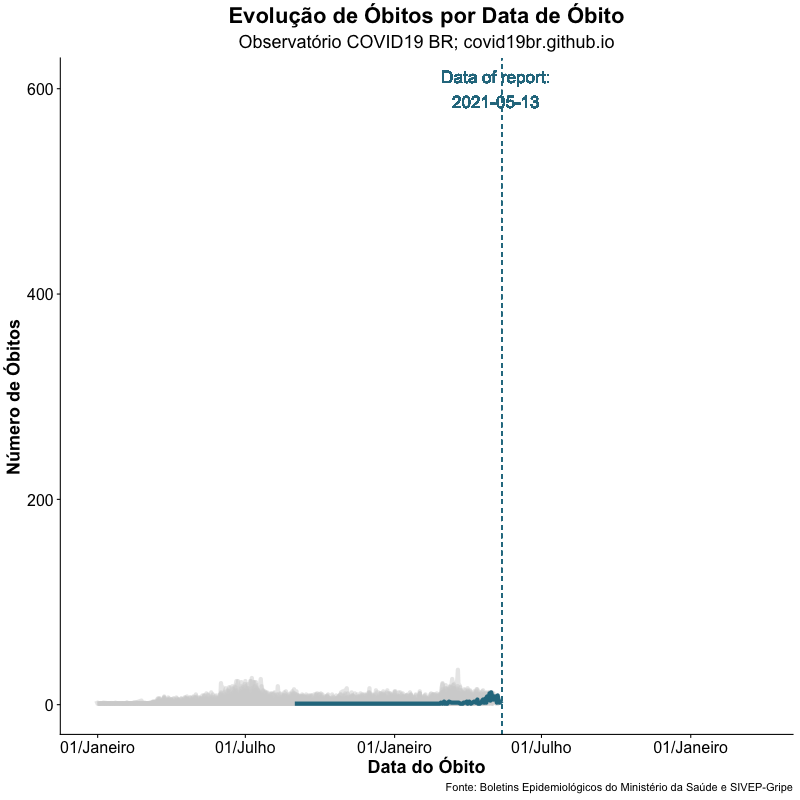 Evolução de Óbitos por Data de Óbito
Observatório COVID19 BR; covid19br.github.io
Data of report:
2021-05-13
600
400
200
0
Número de Óbitos
01/Janeiro
01/Julho
01/Janeiro
01/Julho
01/Janeiro
Data do Óbito
Fonte: Boletins Epidemiológicos do Ministério da Saúde e SIVEP-Gripe